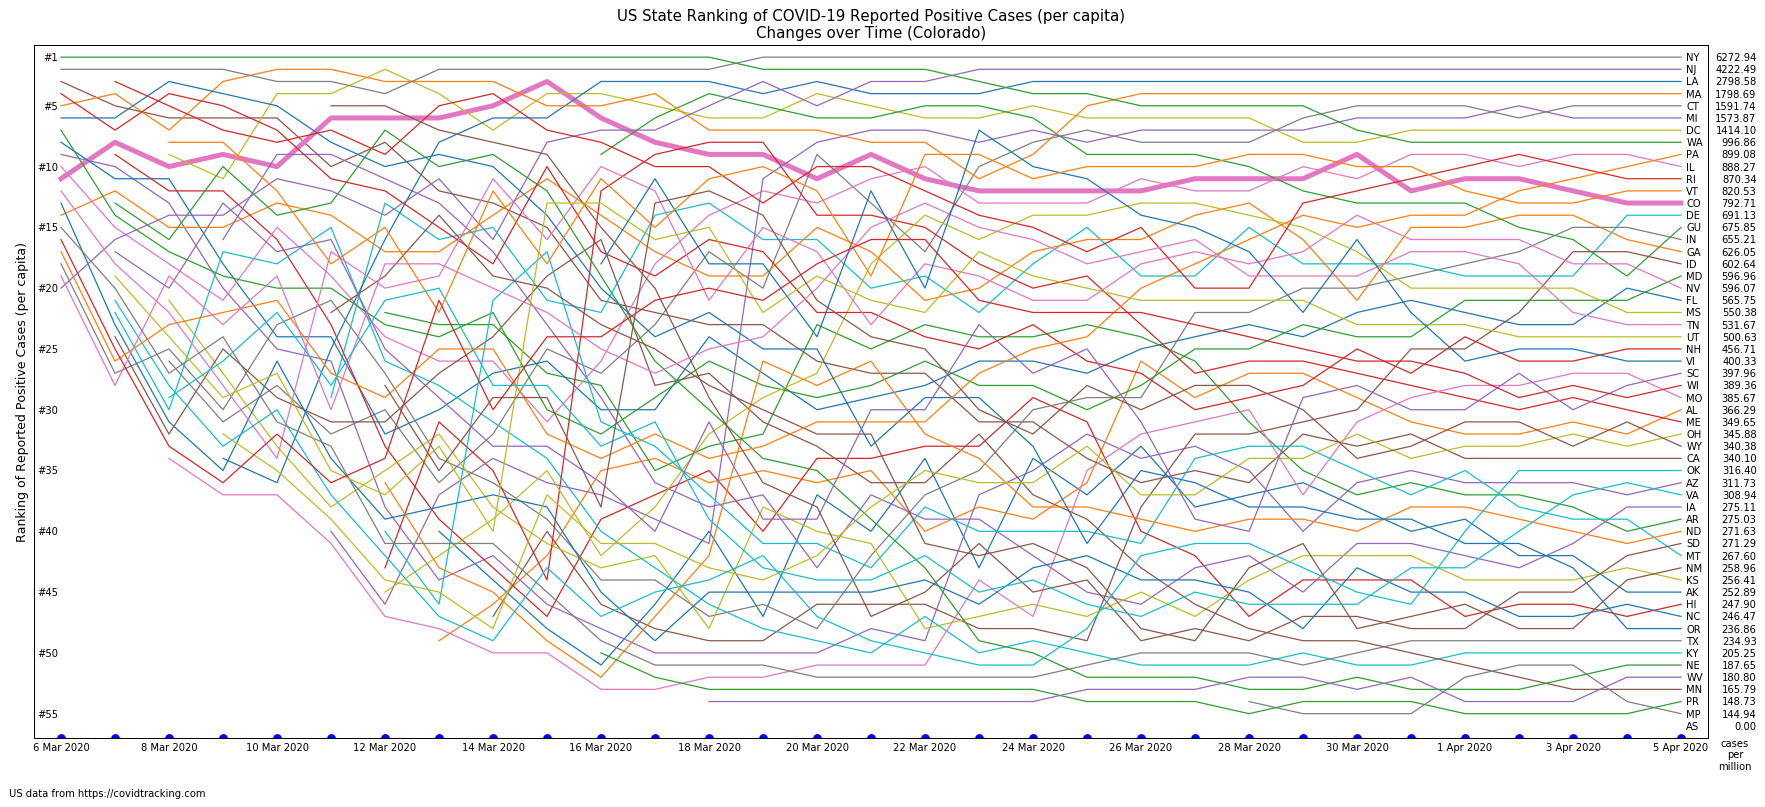 US State Ranking of COVID-19 Reported Positive Cases (per capita)
Changes over Time (Colorado)
Ranking of Reported Positive Cases (per capita)
#1
#5
#10
#15
#20
#25
#30
#35
#40
#45
#50
#55
NY 6272.94
NJ 4222.49
LA 2798.58
MA 1798.69
CT 1591.74
MI 1573.87
DC 1414.10
WA 996.86
PA 899.08
IL 888.27
RI 870.34
VT 820.53
CO 792.71
DE 691.13
GU 675.85
IN 655.21
GA 626.05
ID 602.64
MD 596.96
NV 596.07
FL 565.75
MS 550.38
TN 531.67
UT 500.63
NH 456.71
VI 400.33
SC 397.96
WI 389.36
MO 385.67
AL 366.29
ME 349.65
OH 345.88
WY 340.38
CA 340.10
OK 316.40
AZ 311.73
VA 308.94
IA 275.11
AR 275.03
ND 271.63
SD 271.29
MT 267.60
NM 258.96
KS 256.41
AK 252.89
HI 247.90
NC 246.47
OR 236.86
TX 234.93
KY 205.25
NE 187.65
WV 180.80
MN 165.79
PR 148.73
MP 144.94
AS 0.00
6 Mar 2020 8 Mar 2020 10 Mar 2020 12 Mar 2020 14 Mar 2020 16 Mar 2020 18 Mar 2020 20 Mar 2020 22 Mar 2020 24 Mar 2020 26 Mar 2020 28 Mar 2020 30 Mar 2020 1 Apr 2020 3 Apr 2020 5 Apr 2020
cases
per
million
US data from https://covidtracking.com